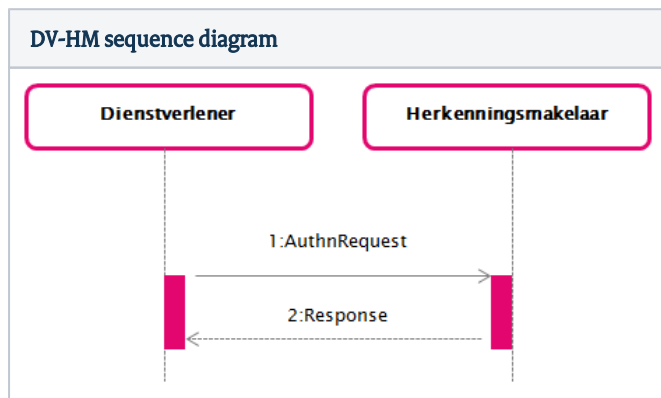 DV-HM sequence diagram
Dienstverlener
Herkenningsmakelaar
1:AuthnRequest
2:Response